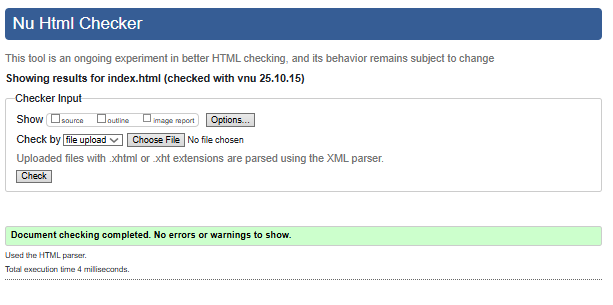 Nu Html Checker
This tool is an ongoing experiment in better HTML checking, and its behavior remains subject to change
Showing results for index.html (checked with vnu 25.10.15)
Checker Input
Show source outline image report Options...
Check by file upload Choose File No file chosen
Uploaded files with .xhtml or .xht extensions are parsed using the XML parser.
Check
Document checking completed. No errors or warnings to show.
Used the HTML parser.
Total execution time 4 milliseconds.